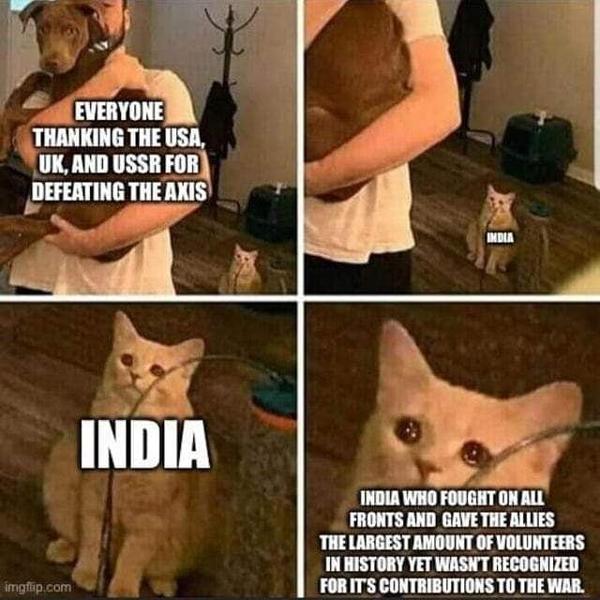 EVERYONE
THANKING THE USA,
UK, AND USSR FOR
DEFEATING THE AXIS
INDIA
INDIA
INDIA WHO FOUGHT ON ALL
FRONTS AND GAVE THE ALLIES
THE LARGEST AMOUNT OF VOLUNTEERS
IN HISTORY YET WASN'T RECOGNIZED
FOR IT'S CONTRIBUTIONS TO THE WAR.
imgflip.com